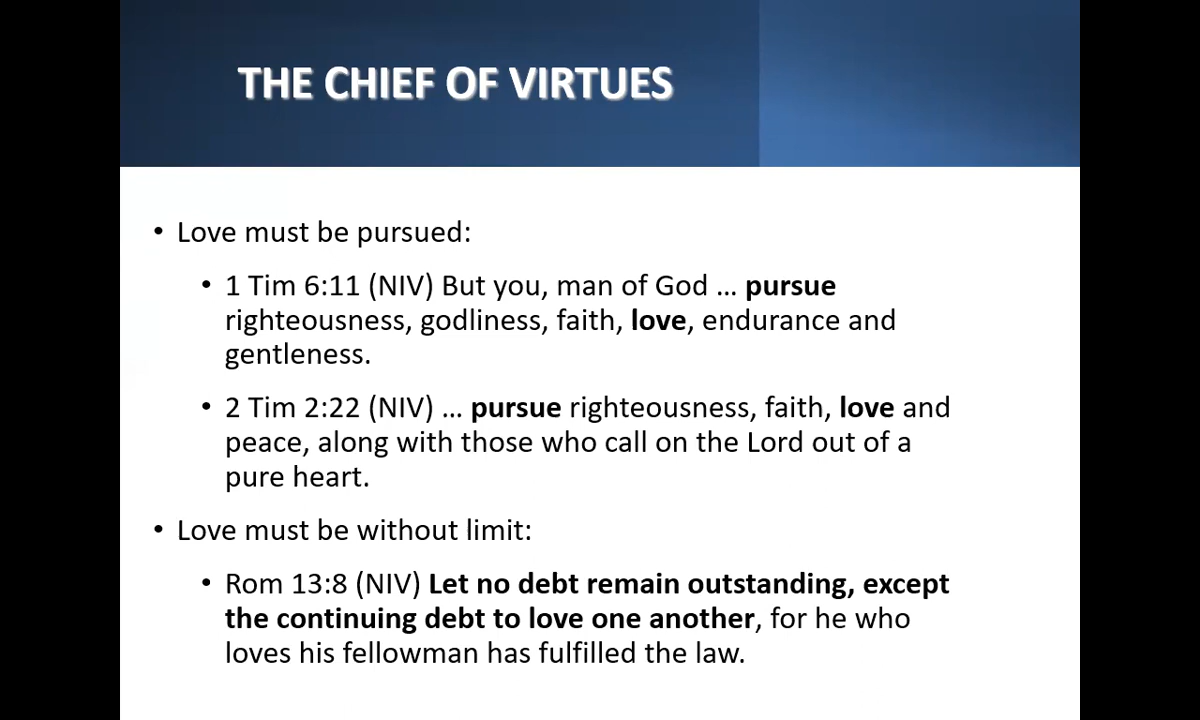 THE CHIEF OF VIRTUES
• Love must be pursued:
• 1 Tim 6:11 (NIV) But you, man of God … pursue
righteousness, godliness, faith, love, endurance and
gentleness.
• 2 Tim 2:22 (NIV) … pursue righteousness, faith, love and
peace, along with those who call on the Lord out of a
pure heart.
• Love must be without limit:
• Rom 13:8 (NIV) Let no debt remain outstanding, except
the continuing debt to love one another, for he who
loves his fellowman has fulfilled the law.